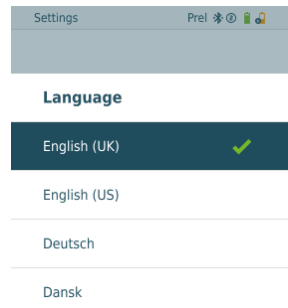 Settings Prel
Language
English (UK)
English (US)
Deutsch
Dansk